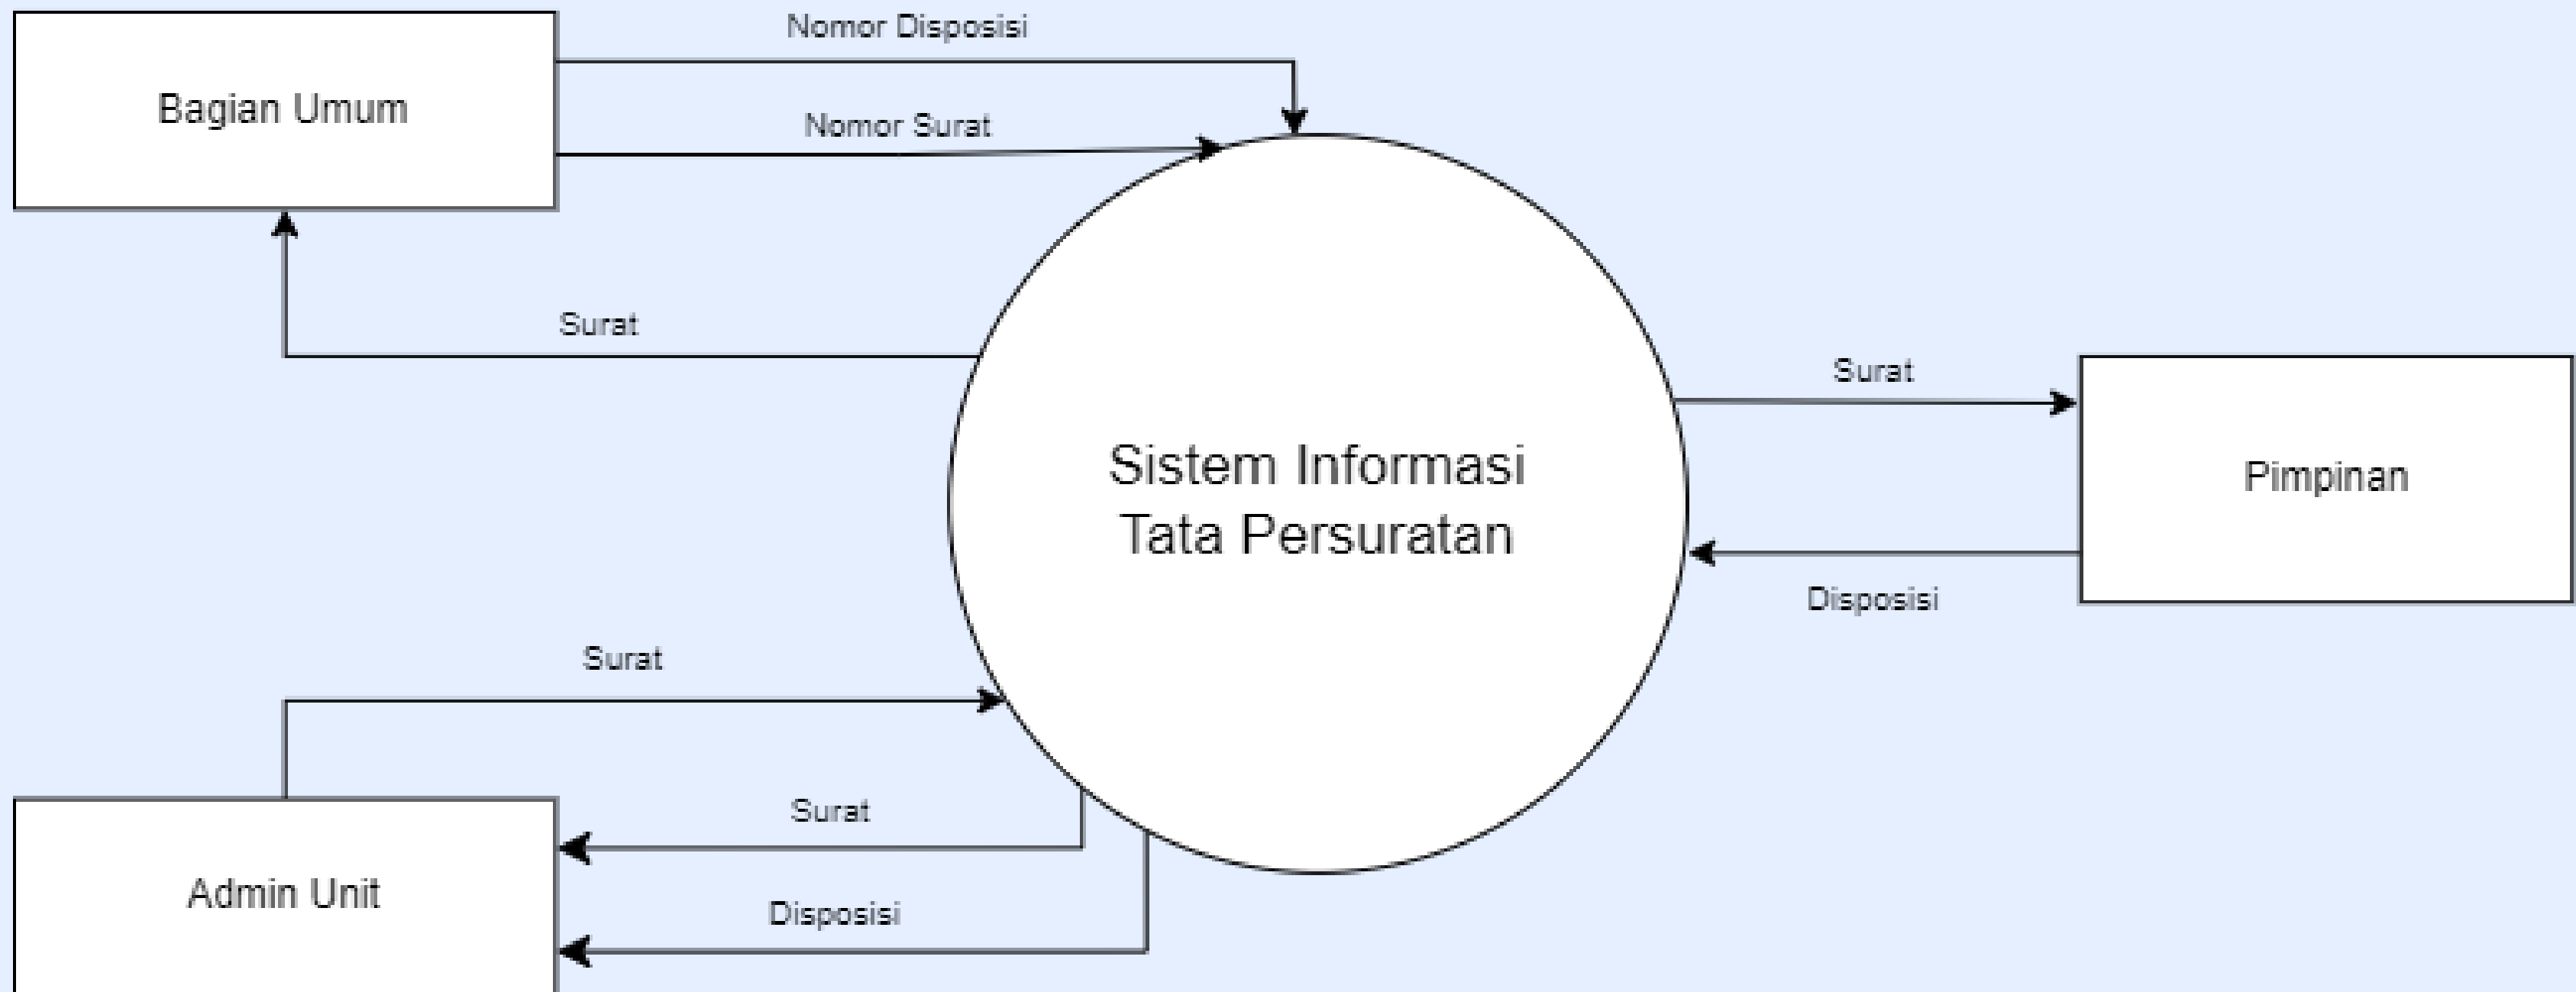 Nomor Disposisi
Bagian Umum
Nomor Surat
Surat
Surat
Sistem Informasi
Tata Persuratan
Pimpinan
Disposisi
Surat
Surat
Admin Unit
Disposisi